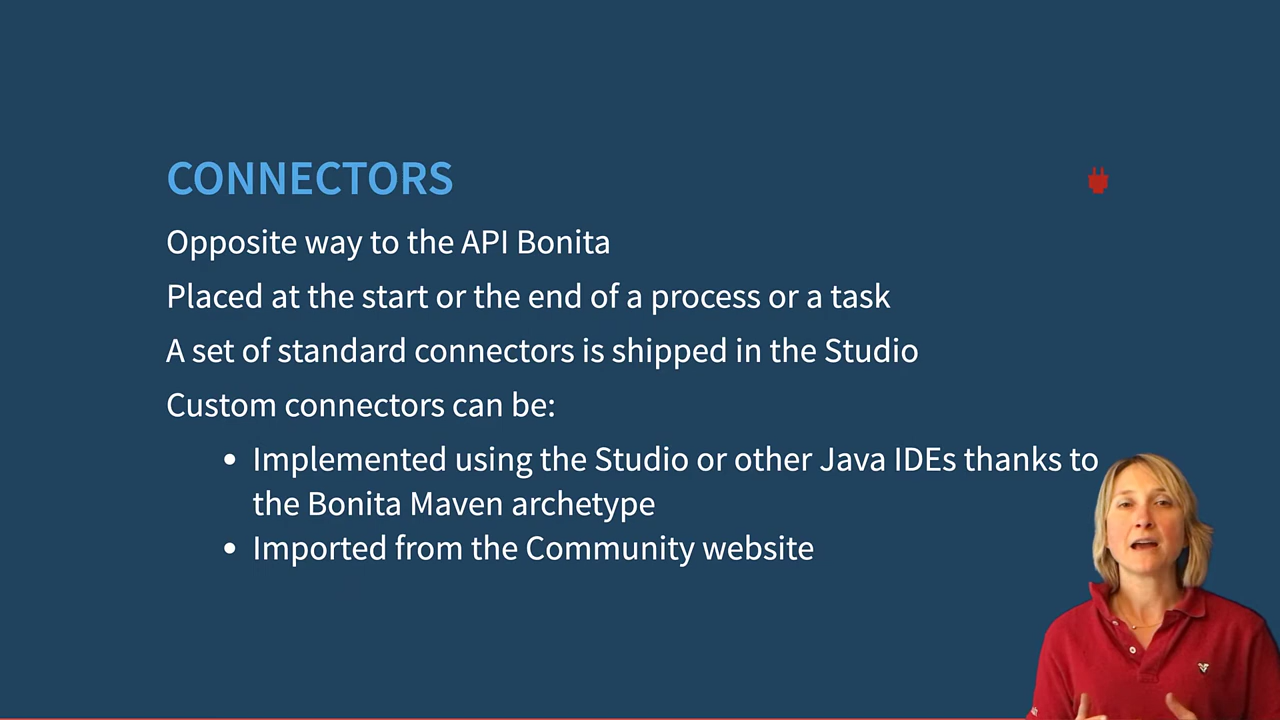 CONNECTORS
Opposite way to the API Bonita
Placed at the start or the end of a process or a task
A set of standard connectors is shipped in the Studio
Custom connectors can be:
• Implemented using the Studio or other Java IDEs thanks to
the Bonita Maven archetype
• Imported from the Community website